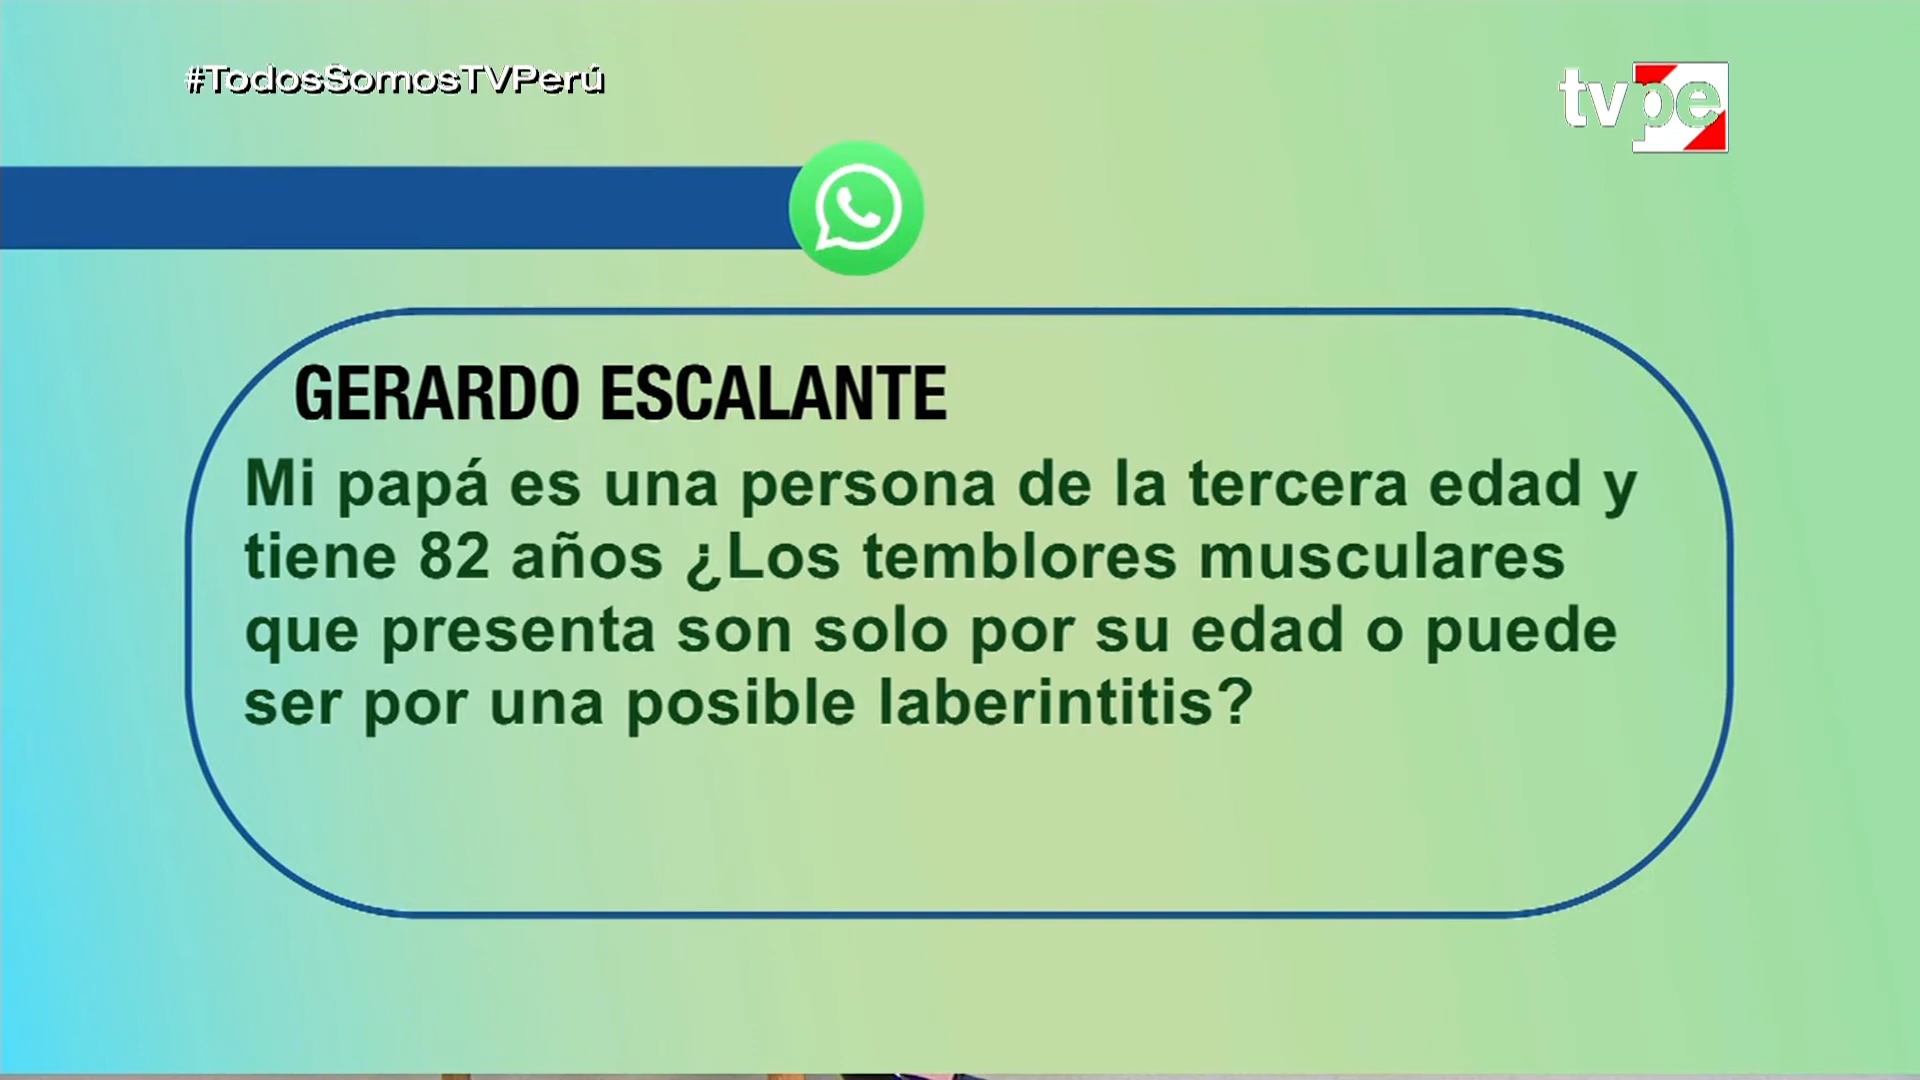 #TodosSomosTVPerú
tvpe
GERARDO ESCALANTE
Mi papá es una persona de la tercera edad y
tiene 82 años ¿Los temblores musculares
que presenta son solo por su edad o puede
ser por una posible laberintitis?